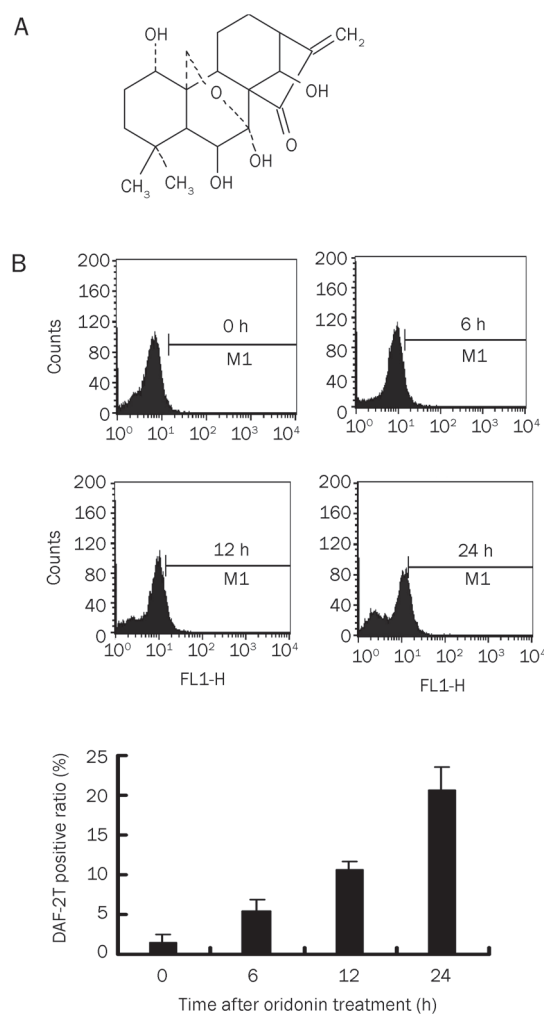 A
OH
CH2
O
OH
O
OH
OH
CH3
CH3
B
200
160
120
80
40
0
Counts
0 h
M1
10^0 10^1 10^2 10^3 10^4
200
160
120
80
40
0
6 h
M1
10^0 10^1 10^2 10^3 10^4
200
160
120
80
40
0
Counts
12 h
M1
10^0 10^1 10^2 10^3 10^4
FL1-H
200
160
120
80
40
0
24 h
M1
10^0 10^1 10^2 10^3 10^4
FL1-H
DAF-2T positive ratio (%)
25
20
15
10
5
0
0 6 12 24
Time after oridonin treatment (h)